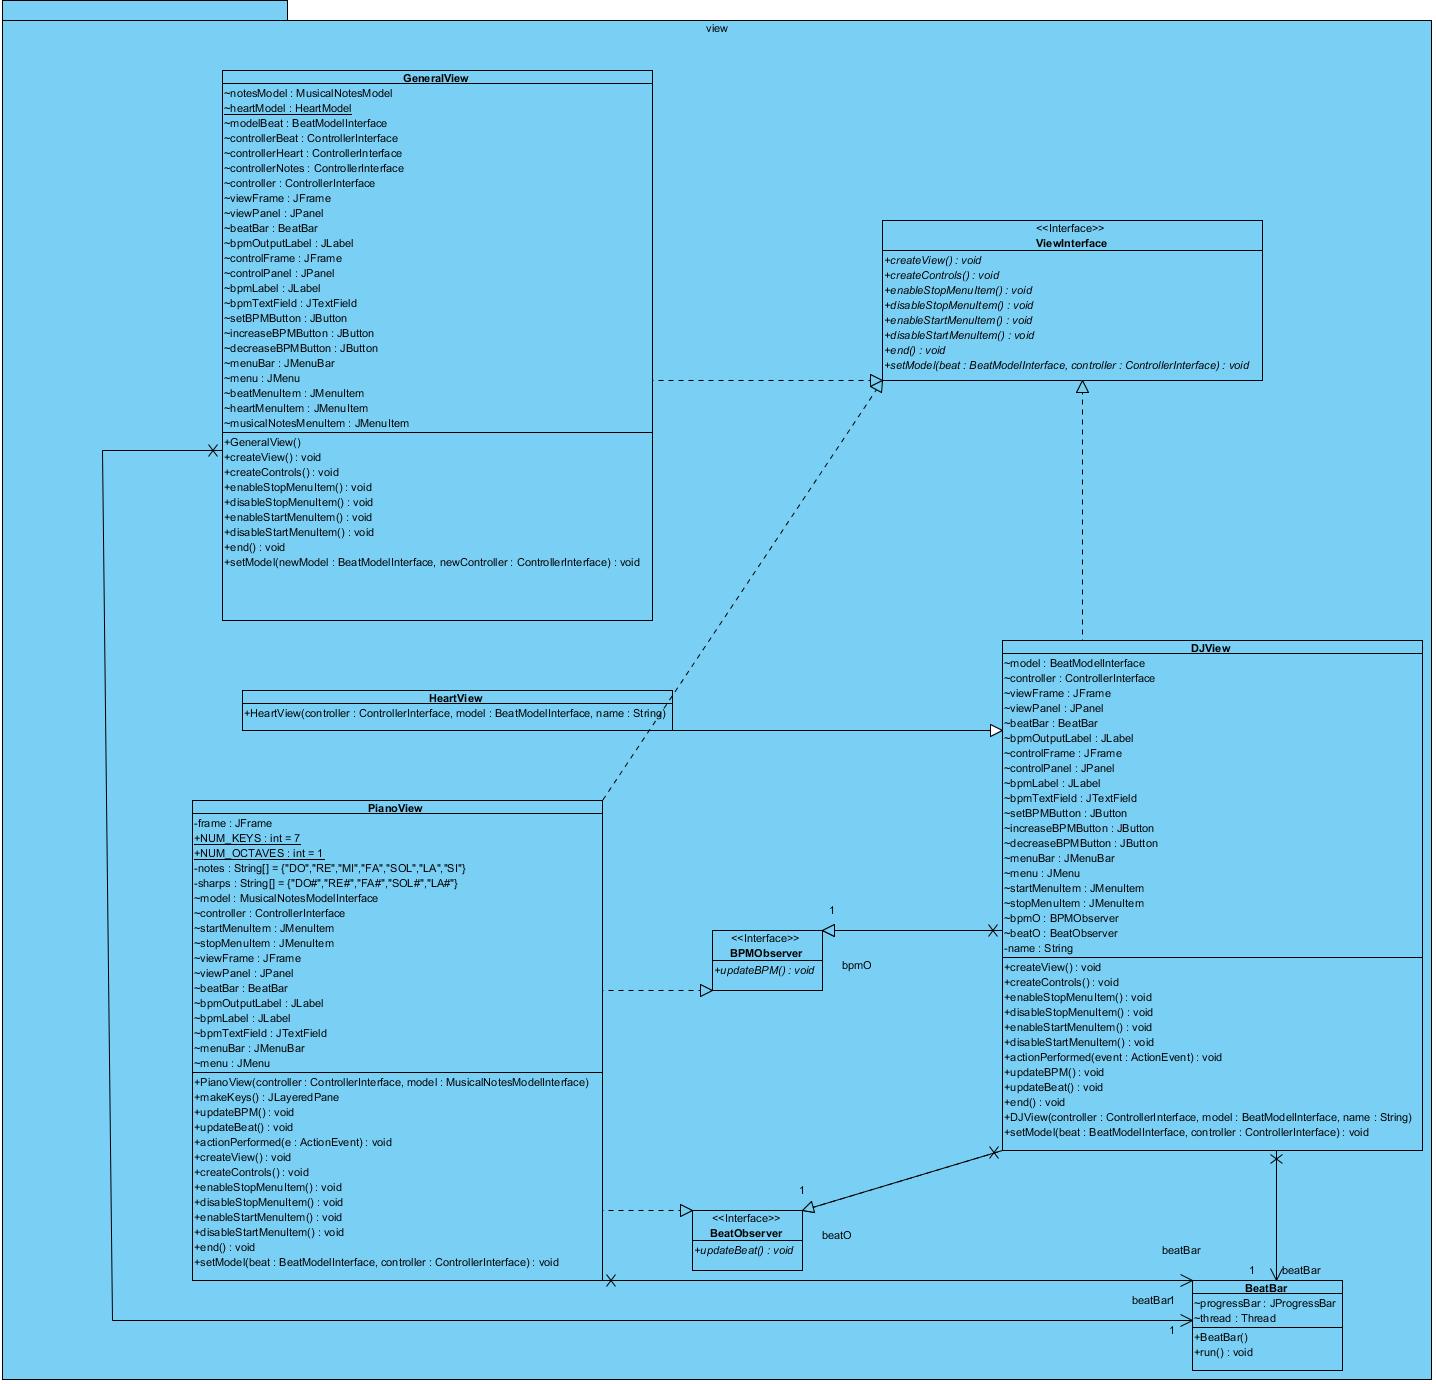 view
GeneralView
~notesModel : MusicalNotesModel
~heartModel : HeartModel
~modelBeat : BeatModelInterface
~controllerBeat : ControllerInterface
~controllerHeart : ControllerInterface
~controllerNotes : ControllerInterface
~controller : ControllerInterface
~viewFrame : JFrame
~viewPanel : JPanel
~beatBar : BeatBar
~bpmOutputLabel : JLabel
~controlFrame : JFrame
~controlPanel : JPanel
~bpmLabel : JLabel
~bpmTextField : JTextField
~setBPMButton : JButton
~increaseBPMButton : JButton
~decreaseBPMButton : JButton
~menuBar : JMenuBar
~menu : JMenu
~beatMenuItem : JMenuItem
~heartMenuItem : JMenuItem
~musicalNotesMenuItem : JMenuItem
+GeneralView()
+createView() : void
+createControls() : void
+enableStopMenuItem() : void
+disableStopMenuItem() : void
+enableStartMenuItem() : void
+disableStartMenuItem() : void
+end() : void
+setModel(newModel : BeatModelInterface, newController : ControllerInterface) : void
<<Interface>>
ViewInterface
+createView() : void
+createControls() : void
+enableStopMenuItem() : void
+disableStopMenuItem() : void
+enableStartMenuItem() : void
+disableStartMenuItem() : void
+end() : void
+setModel(beat : BeatModelInterface, controller : ControllerInterface) : void
HeartView
+HeartView(controller : ControllerInterface, model : BeatModelInterface, name : String)
DJView
~model : BeatModelInterface
~controller : ControllerInterface
~viewFrame : JFrame
~viewPanel : JPanel
~beatBar : BeatBar
~bpmOutputLabel : JLabel
~controlFrame : JFrame
~controlPanel : JPanel
~bpmLabel : JLabel
~bpmTextField : JTextField
~setBPMButton : JButton
~increaseBPMButton : JButton
~decreaseBPMButton : JButton
~menuBar : JMenuBar
~menu : JMenu
~startMenuItem : JMenuItem
~stopMenuItem : JMenuItem
~bpmO : BPMObserver
~beatO : BeatObserver
-name : String
+createView() : void
+createControls() : void
+enableStopMenuItem() : void
+disableStopMenuItem() : void
+enableStartMenuItem() : void
+disableStartMenuItem() : void
+actionPerformed(event : ActionEvent) : void
+updateBPM() : void
+updateBeat() : void
+end() : void
+DJView(controller : ControllerInterface, model : BeatModelInterface, name : String)
+setModel(beat : BeatModelInterface, controller : ControllerInterface) : void
PianoView
-frame : JFrame
+NUM_KEYS : int = 7
+NUM_OCTAVES : int = 1
-notes : String[] = {"DO","RE","MI","FA","SOL","LA","SI"}
-sharps : String[] = {"DO#","RE#","FA#","SOL#","LA#"}
~model : MusicalNotesModelInterface
~controller : ControllerInterface
~startMenuItem : JMenuItem
~stopMenuItem : JMenuItem
~viewFrame : JFrame
~viewPanel : JPanel
~beatBar : BeatBar
~bpmOutputLabel : JLabel
~bpmLabel : JLabel
~bpmTextField : JTextField
~menuBar : JMenuBar
~menu : JMenu
+PianoView(controller : ControllerInterface, model : MusicalNotesModelInterface)
+makeKeys() : JLayeredPane
+updateBPM() : void
+updateBeat() : void
+actionPerformed(e : ActionEvent) : void
+createView() : void
+createControls() : void
+enableStopMenuItem() : void
+disableStopMenuItem() : void
+enableStartMenuItem() : void
+disableStartMenuItem() : void
+end() : void
+setModel(beat : BeatModelInterface, controller : ControllerInterface) : void
1
<<Interface>>
BPMObserver
+updateBPM() : void
bpmO
1
<<Interface>>
BeatObserver
+updateBeat() : void
beatO
beatBar
1
beatBar
beatBar1
1
BeatBar
~progressBar : JProgressBar
~thread : Thread
+BeatBar()
+run() : void